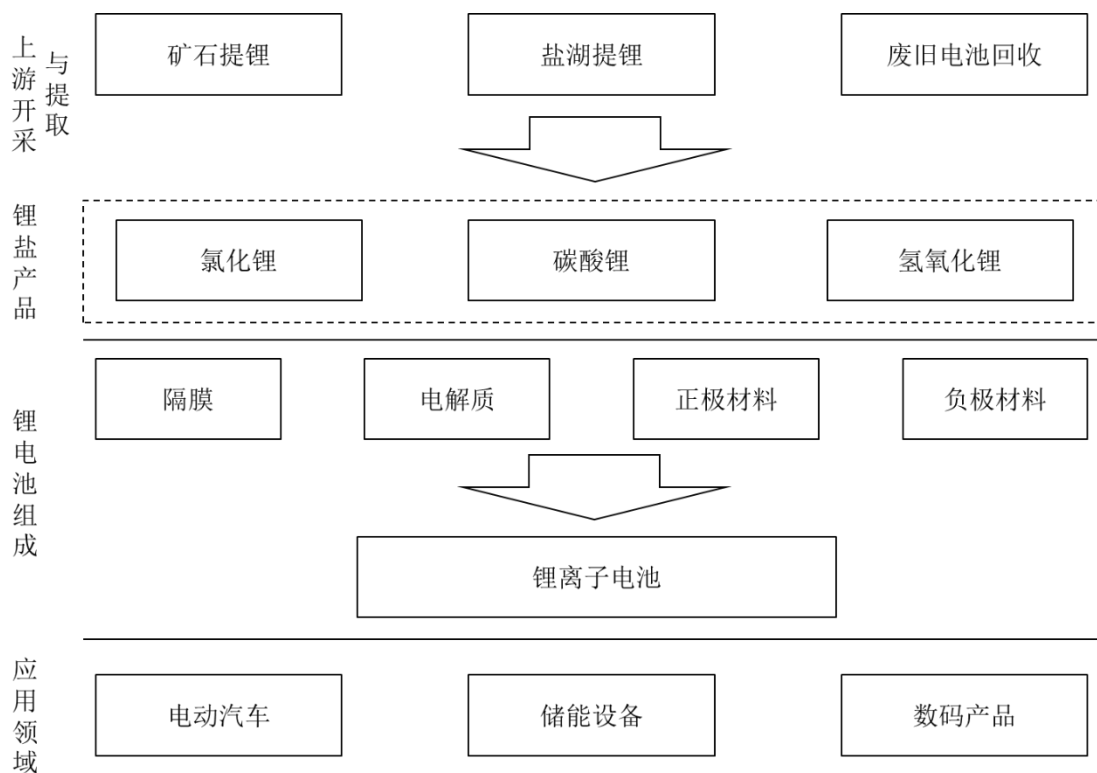 上游开采与提取
矿石提锂
盐湖提锂
废旧电池回收
锂盐产品
氯化锂
碳酸锂
氢氧化锂
锂电池组成
隔膜
电解质
正极材料
负极材料
锂离子电池
应用领域
电动汽车
储能设备
数码产品